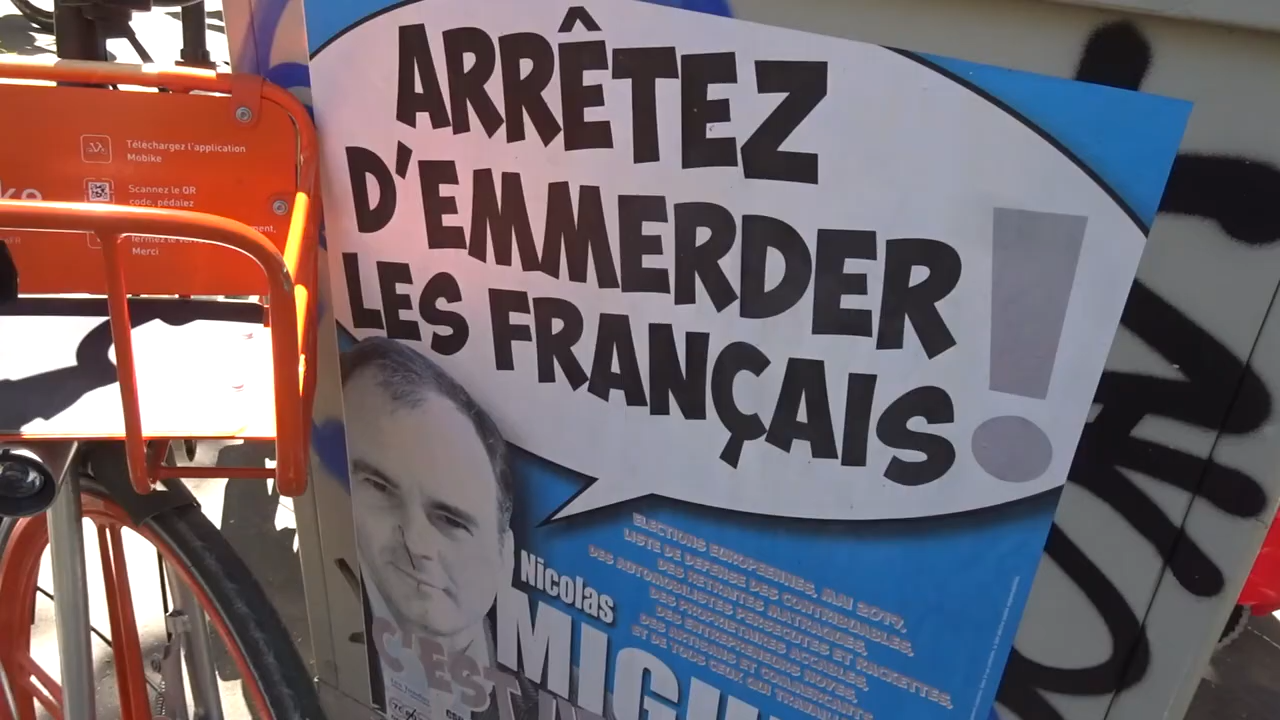 ARRÊTEZ
D'EMMERDER
LES FRANÇAIS !
ELECTIONS EUROPEENNES, MAI 2019,
LISTE DE DEFENSE DES CONTRIBUABLES,
DES RETRAITES MATRAQUES,
DES AUTOMOBILISTES PERSECUTES ET RACKETTES,
DES PROPRIETAIRES ACCABLES,
DES ENTREPRENEURS NOYES,
DES ARTISANS ET COMMERCANTS
ET DE TOUS CEUX QUI
Nicolas
C'EST
Téléchargez l'application
Mobike
Scannez le QR
code, pédalez
Merci